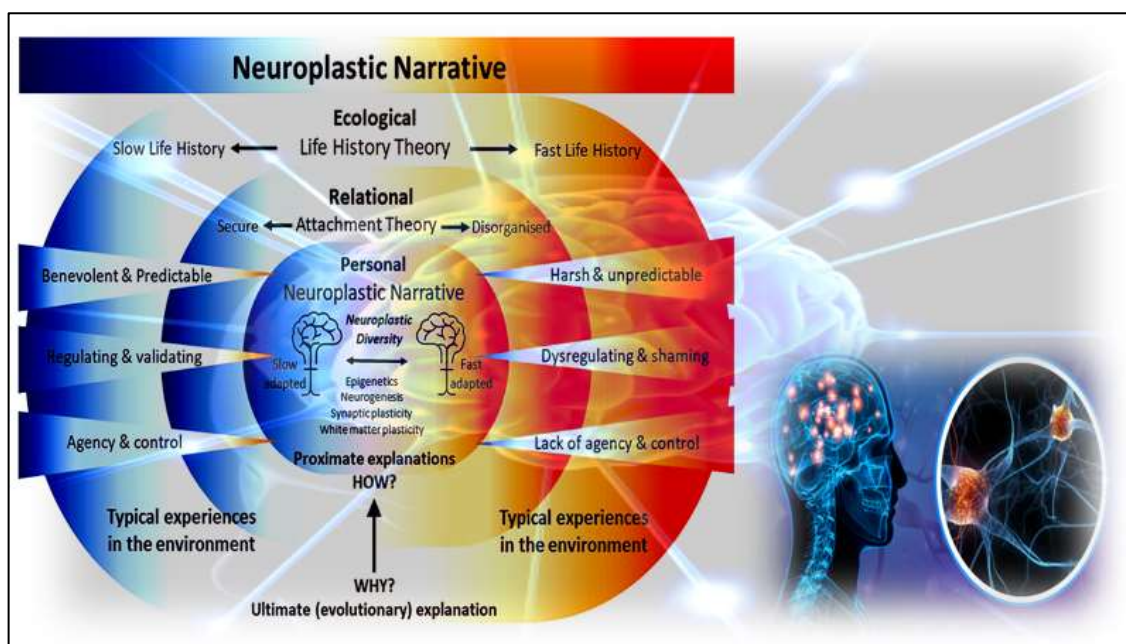 Neuroplastic Narrative
Ecological
Slow Life History
Life History Theory
Fast Life History
Relational
Secure
Attachment Theory
Disorganised
Benevolent & Predictable
Personal
Neuroplastic Narrative
Harsh & unpredictable
Neuroplastic
Diversity
Regulating & validating
Slow
adapted
Fast
adapted
Dysregulating & shaming
Epigenetics
Neurogenesis
Synaptic plasticity
White matter plasticity
Agency & control
Lack of agency & control
Proximate explanations
HOW?
Typical experiences
in the environment
Typical experiences
in the environment
WHY?
Ultimate (evolutionary) explanation